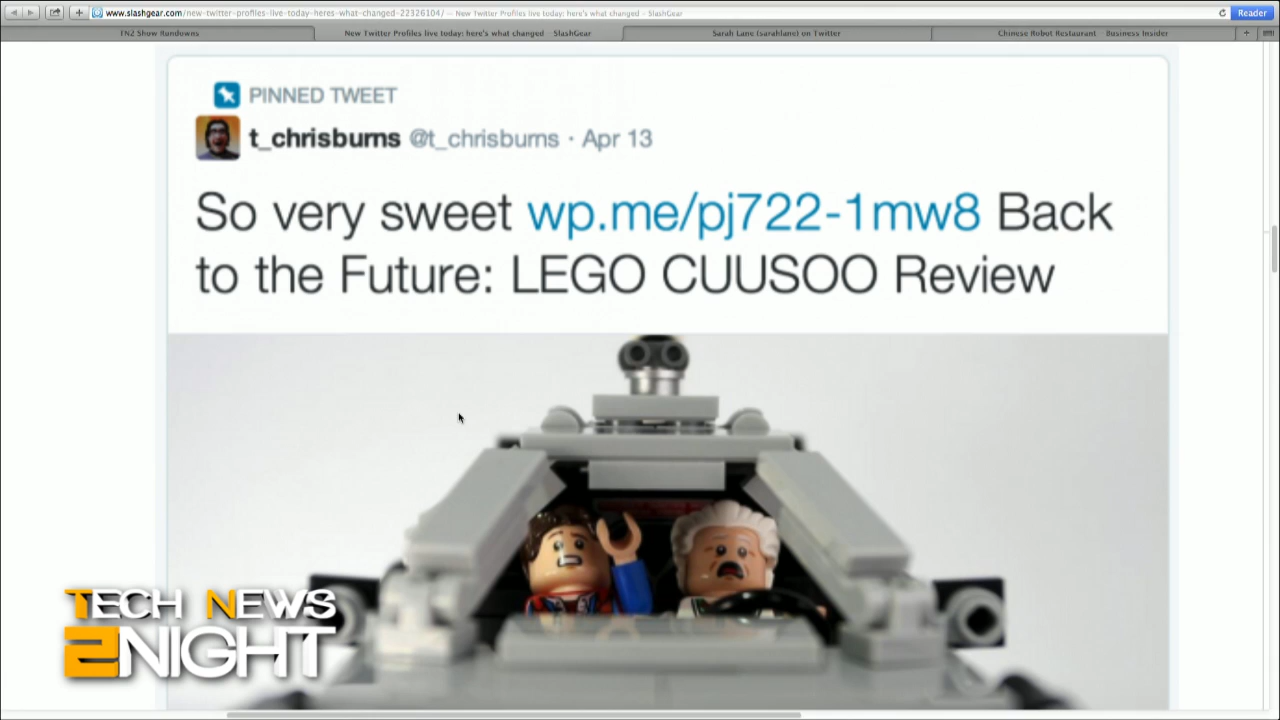 www.slashgear.com/new-twitter-profiles-live-today-heres-what-changed-22326104/ — New Twitter Profiles live today: here's what changed – SlashGear
Reader
TN2 Show Rundowns
New Twitter Profiles live today: here's what changed – SlashGear
Sarah Lane (sarahlane) on Twitter
Chinese Robot Restaurant – Business Insider
PINNED TWEET
t_chrisburns @t_chrisburns · Apr 13
So very sweet wp.me/pj722-1mw8 Back
to the Future: LEGO CUUSOO Review
TECH NEWS
2NIGHT